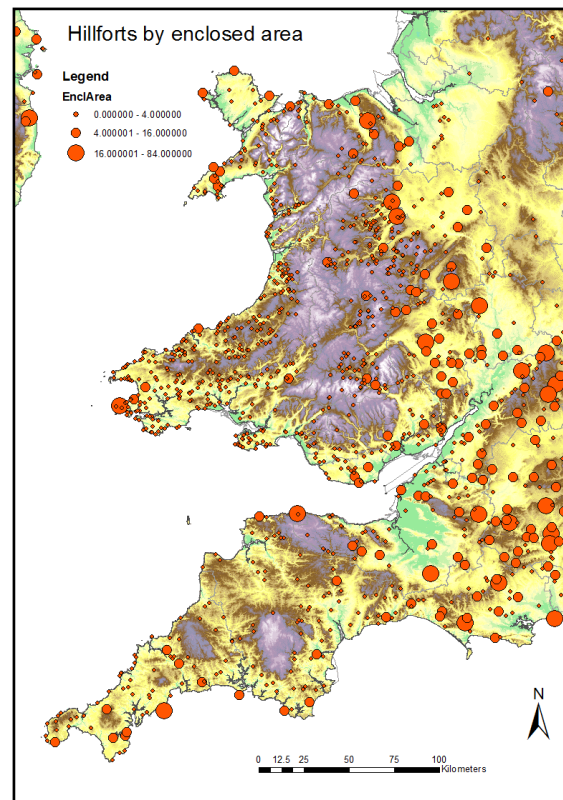 Hillforts by enclosed area
Legend
EnclArea
0.000000 - 4.000000
4.000001 - 16.000000
16.000001 - 84.000000
N
0 12.5 25 50 75 100
Kilometers